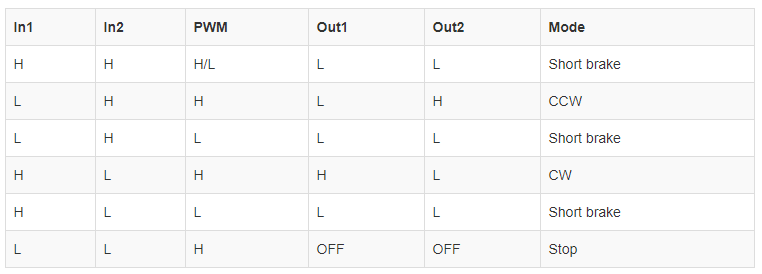 In1 In2 PWM Out1 Out2 Mode
H H H/L L L Short brake
L H H L H CCW
L H L L L Short brake
H L H H L CW
H L L L L Short brake
L L H OFF OFF Stop